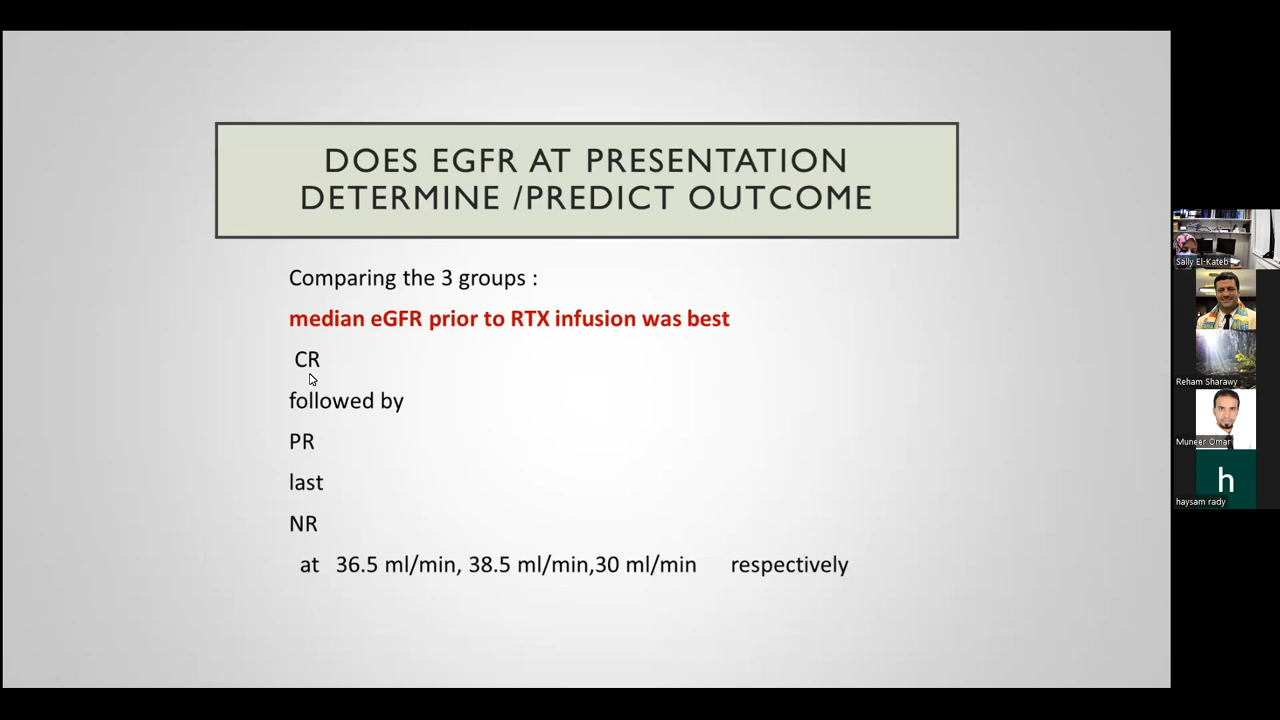 DOES EGFR AT PRESENTATION
DETERMINE /PREDICT OUTCOME
Comparing the 3 groups :
median eGFR prior to RTX infusion was best
CR
followed by
PR
last
NR
at 36.5 ml/min, 38.5 ml/min,30 ml/min respectively
Sally El-Kateb
Reham Sharawy
Muneer Omar
h
haysam rady